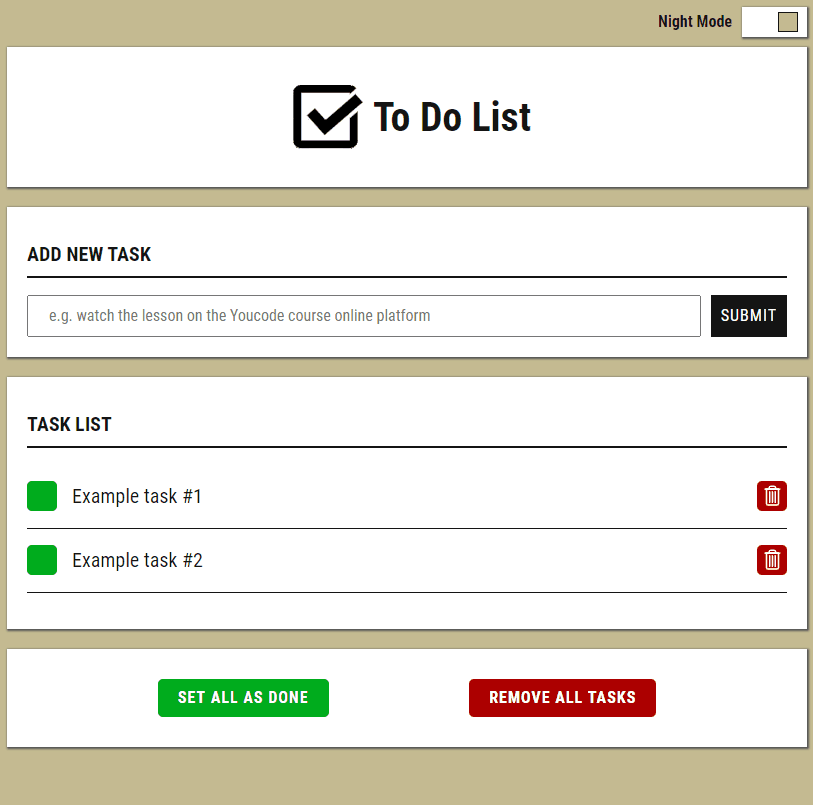 Night Mode
To Do List
ADD NEW TASK
e.g. watch the lesson on the Youcode course online platform
SUBMIT
TASK LIST
Example task #1
Example task #2
SET ALL AS DONE
REMOVE ALL TASKS